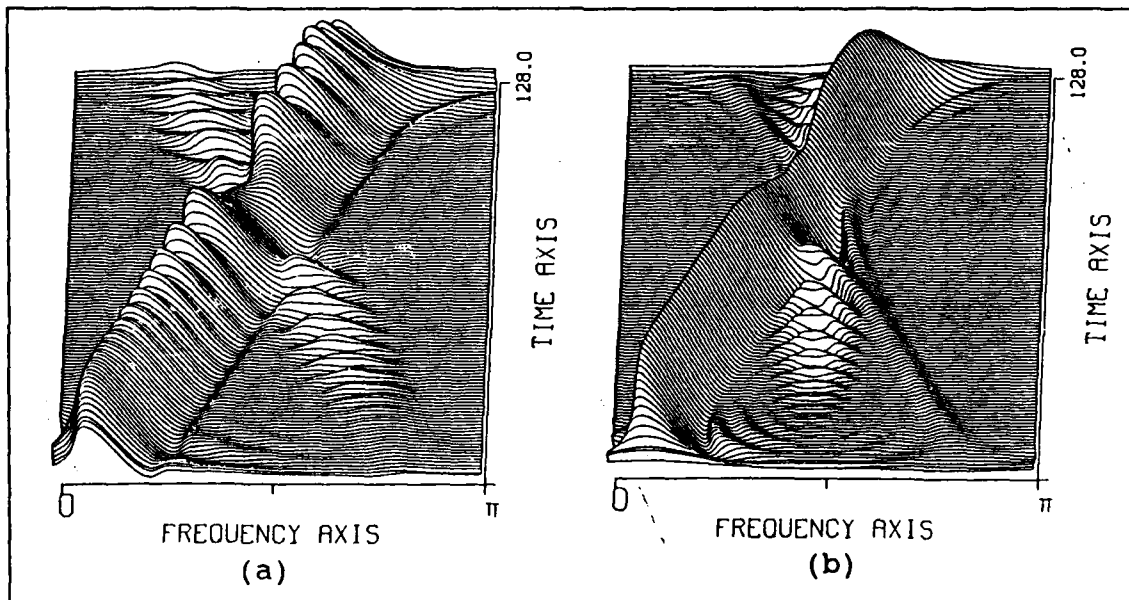 128.0
TIME AXIS
0
π
FREQUENCY AXIS
(a)
128.0
TIME AXIS
0
π
FREQUENCY AXIS
(b)